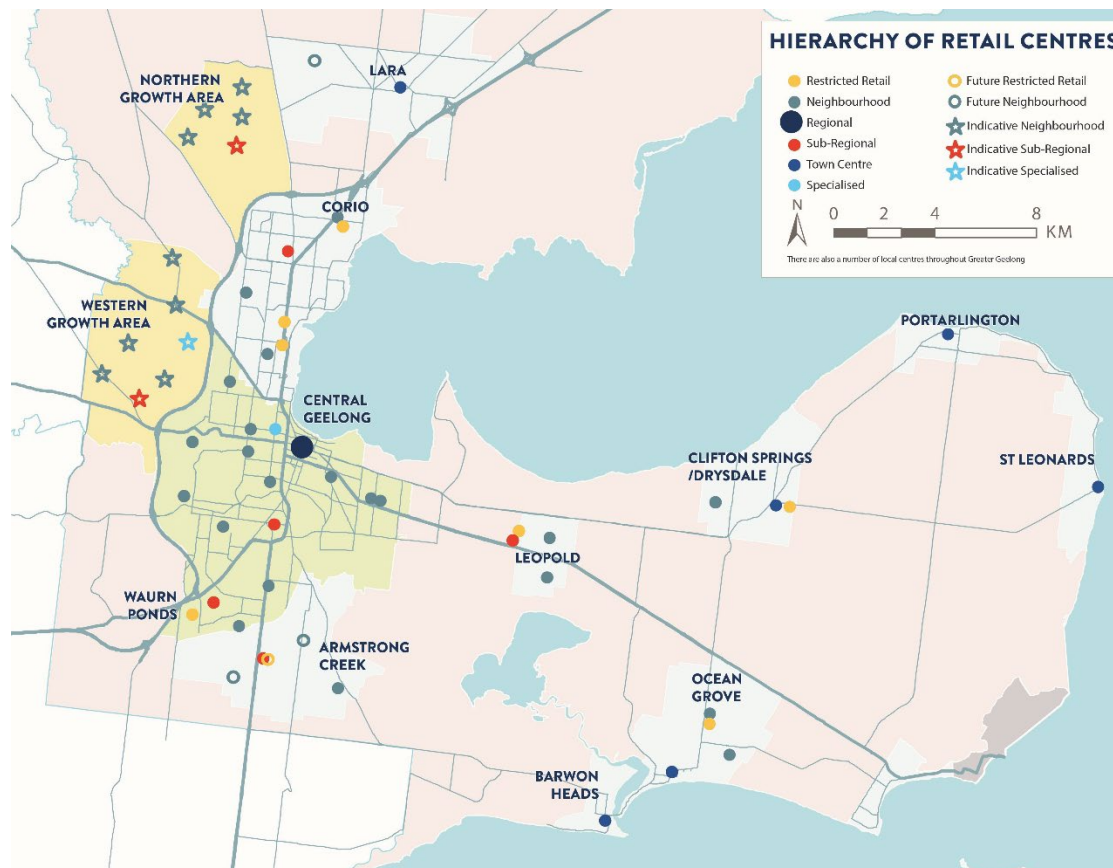 HIERARCHY OF RETAIL CENTRES
Restricted Retail
Neighbourhood
Regional
Sub-Regional
Town Centre
Specialised
Future Restricted Retail
Future Neighbourhood
Indicative Neighbourhood
Indicative Sub-Regional
Indicative Specialised
N
0 2 4 8
KM
There are also a number of local centres throughout Greater Geelong
NORTHERN
GROWTH AREA
LARA
CORIO
WESTERN
GROWTH AREA
CENTRAL
GEELONG
PORTARLINGTON
CLIFTON SPRINGS
/DRYSDALE
ST LEONARDS
LEOPOLD
WAURN
PONDS
ARMSTRONG
CREEK
OCEAN
GROVE
BARWON
HEADS